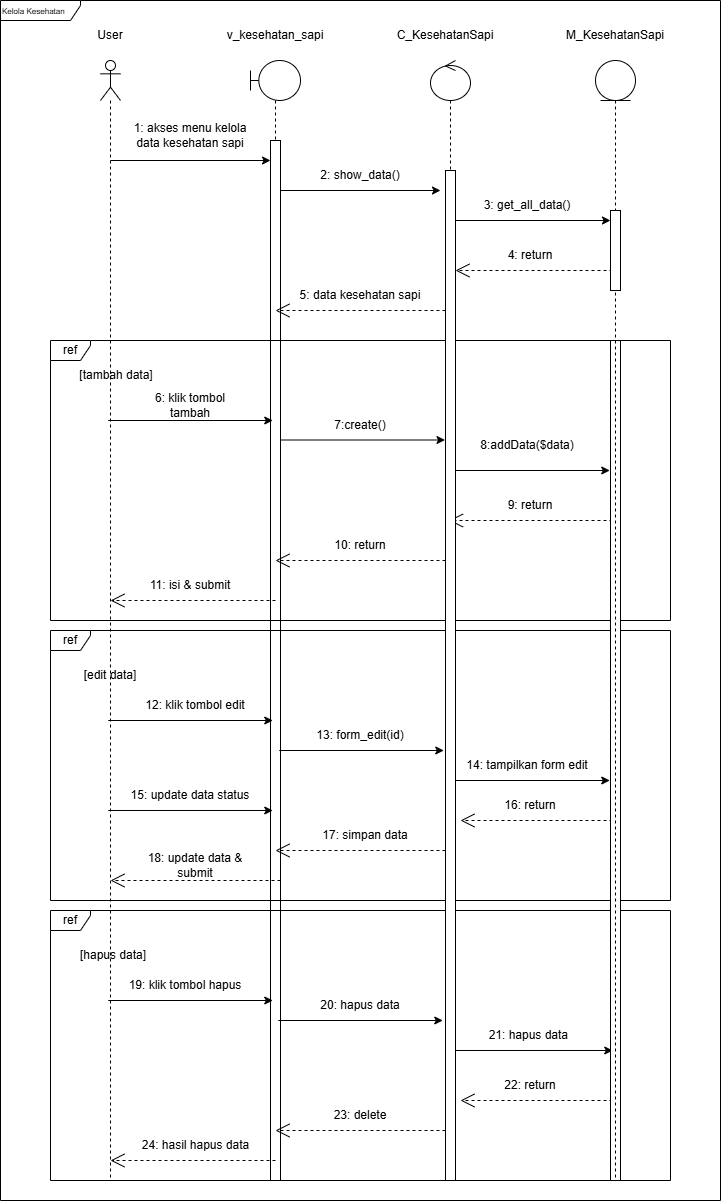 Kelola Kesehatan
User
v_kesehatan_sapi
C_KesehatanSapi
M_KesehatanSapi
1: akses menu kelola
data kesehatan sapi
2: show_data()
3: get_all_data()
4: return
5: data kesehatan sapi
ref
[tambah data]
6: klik tombol
tambah
7:create()
8:addData($data)
9: return
10: return
11: isi & submit
ref
[edit data]
12: klik tombol edit
13: form_edit(id)
14: tampilkan form edit
15: update data status
16: return
17: simpan data
18: update data &
submit
ref
[hapus data]
19: klik tombol hapus
20: hapus data
21: hapus data
22: return
23: delete
24: hasil hapus data